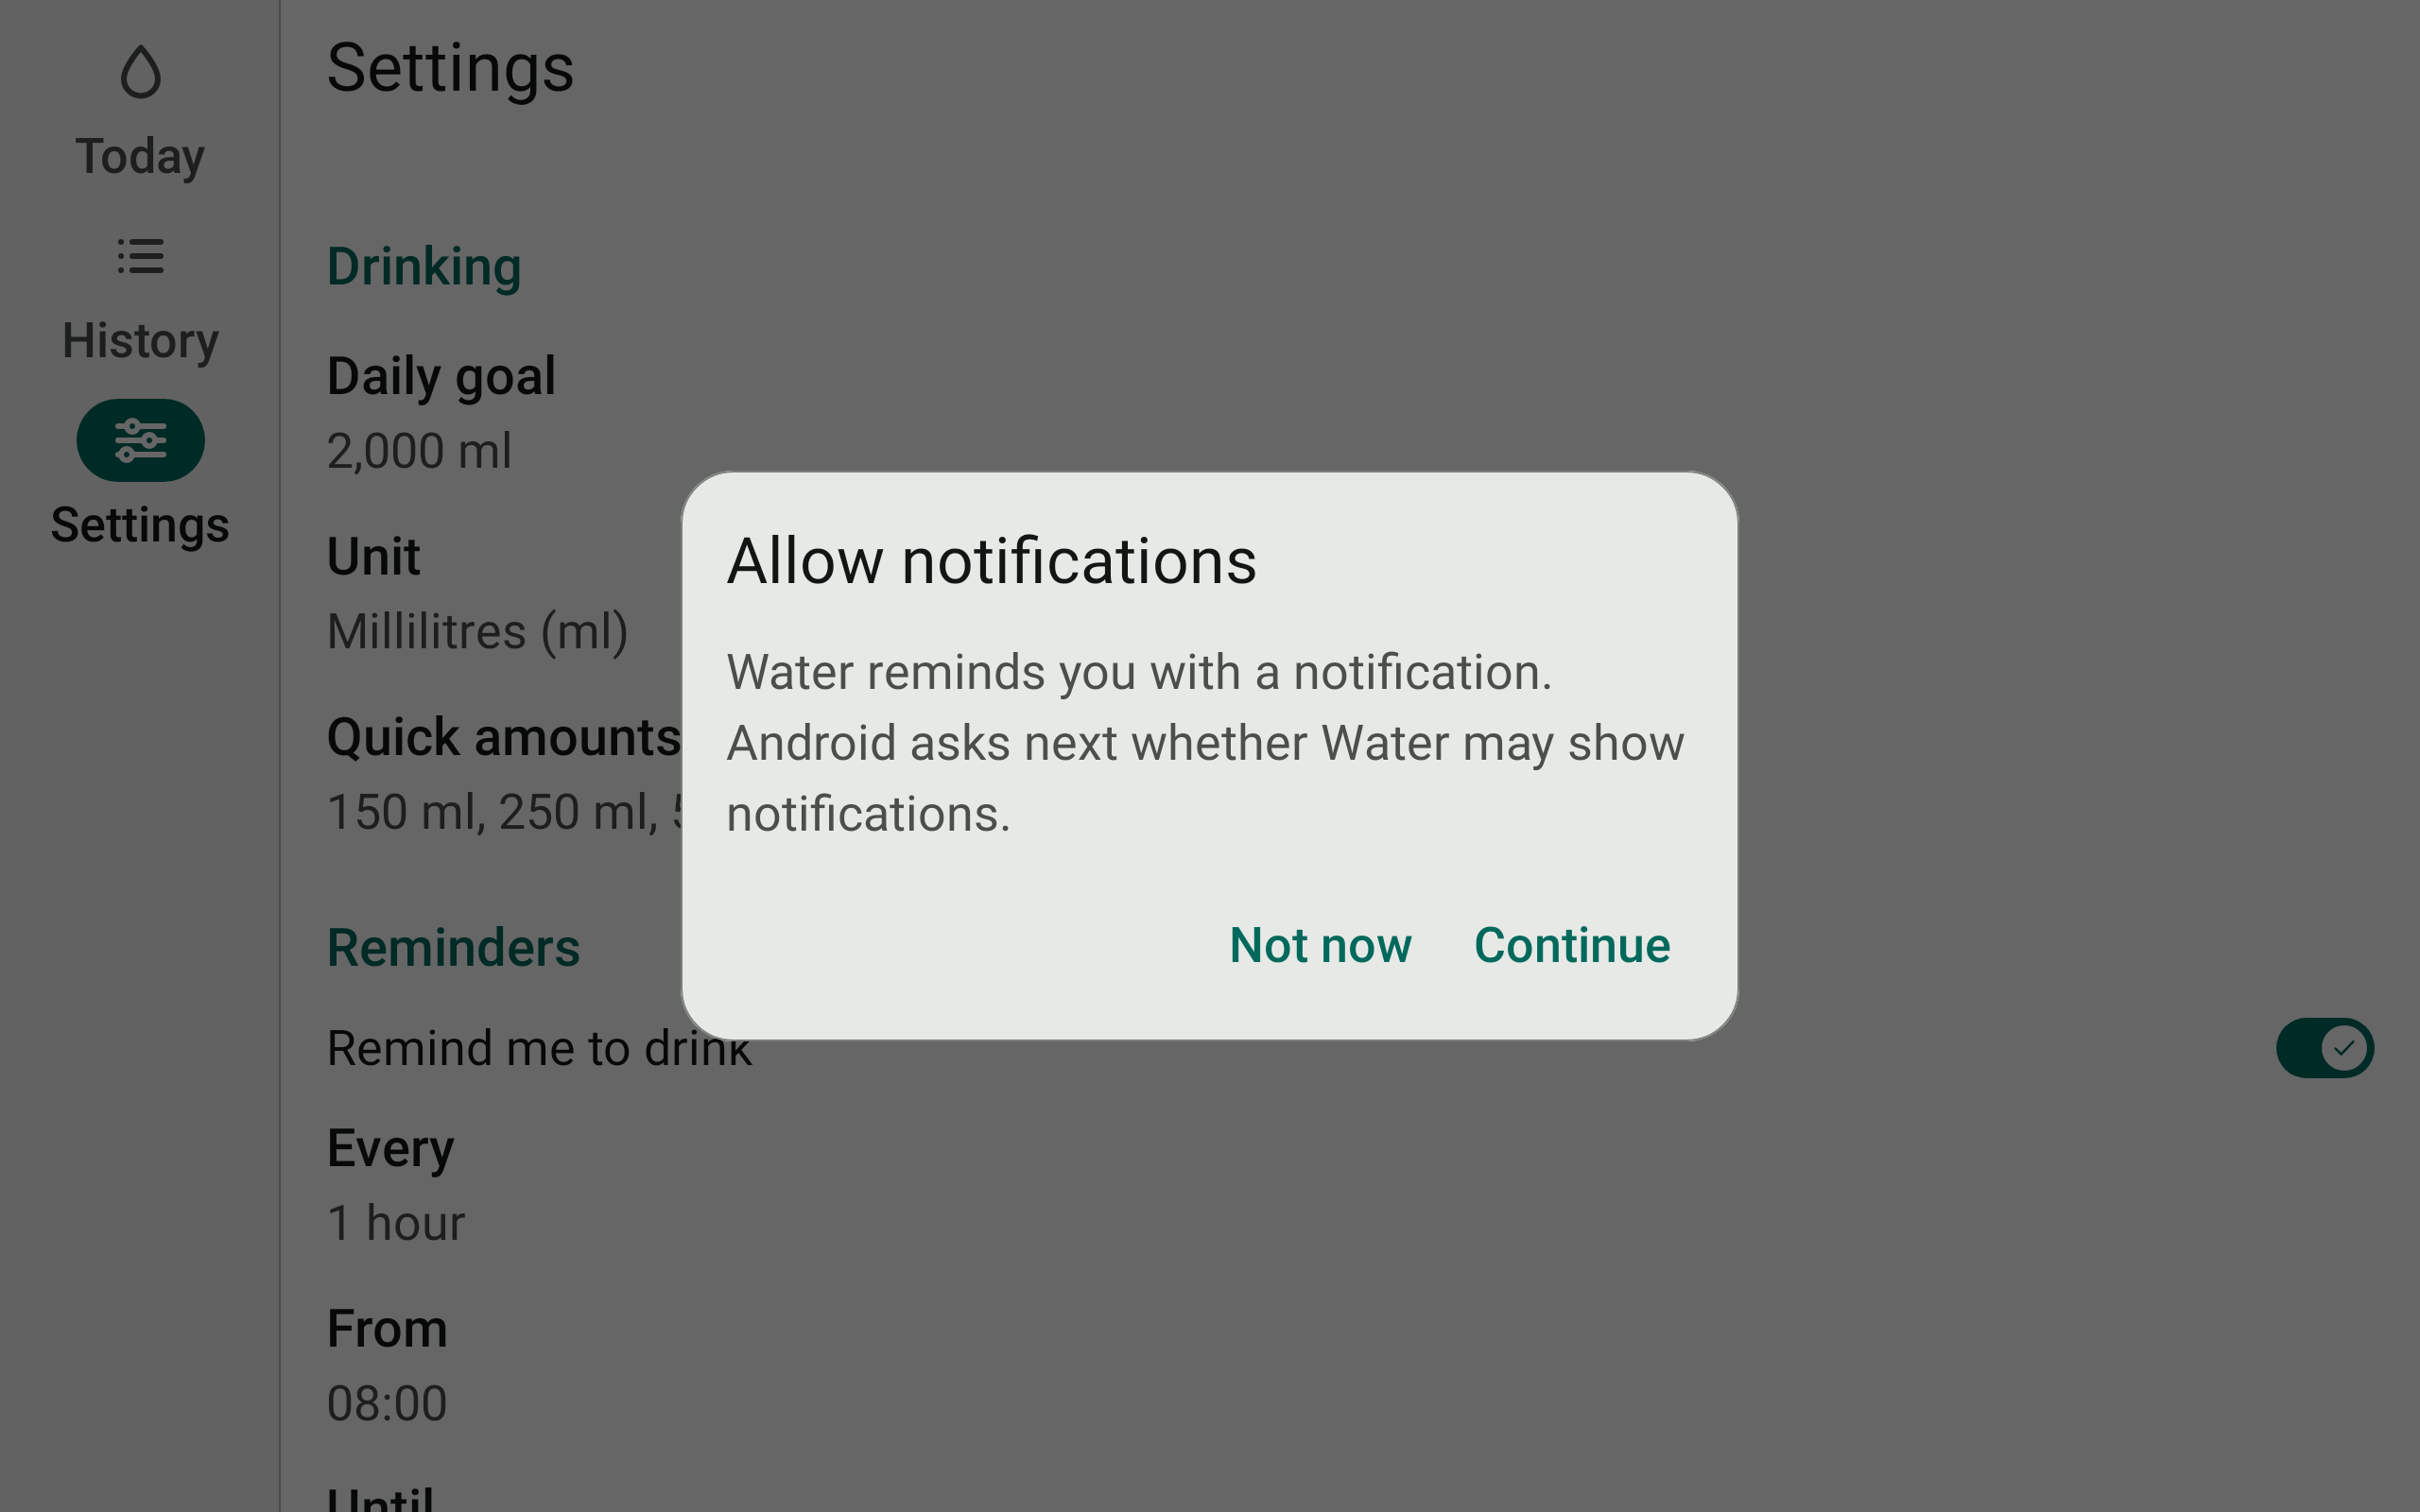 Today
History
Settings
Settings
Drinking
Daily goal
2,000 ml
Unit
Millilitres (ml)
Quick amounts
150 ml, 250 ml,
Reminders
Remind me to drink
Every
1 hour
From
08:00
Until
Allow notifications
Water reminds you with a notification.
Android asks next whether Water may show
notifications.
Not now
Continue